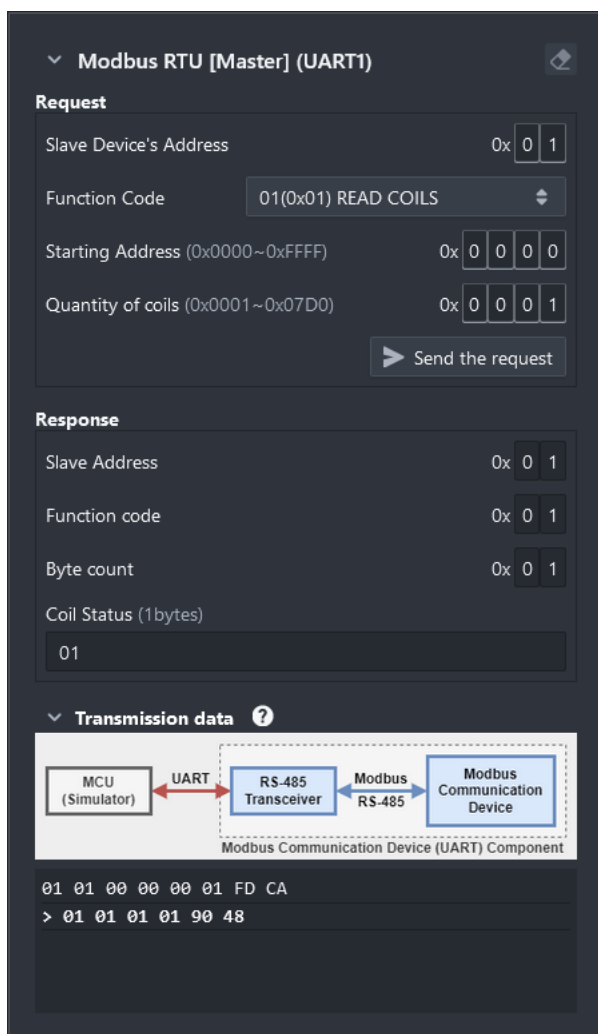 Modbus RTU [Master] (UART1)
Request
Slave Device's Address 0x 0 1
Function Code 01(0x01) READ COILS
Starting Address (0x0000~0xFFFF) 0x 0 0 0 0
Quantity of coils (0x0001~0x07D0) 0x 0 0 0 1
Send the request
Response
Slave Address 0x 0 1
Function code 0x 0 1
Byte count 0x 0 1
Coil Status (1bytes)
01
Transmission data ?
MCU
(Simulator)
UART
RS-485
Transceiver
Modbus
RS-485
Modbus
Communication
Device
Modbus Communication Device (UART) Component
01 01 00 00 00 01 FD CA
> 01 01 01 01 90 48